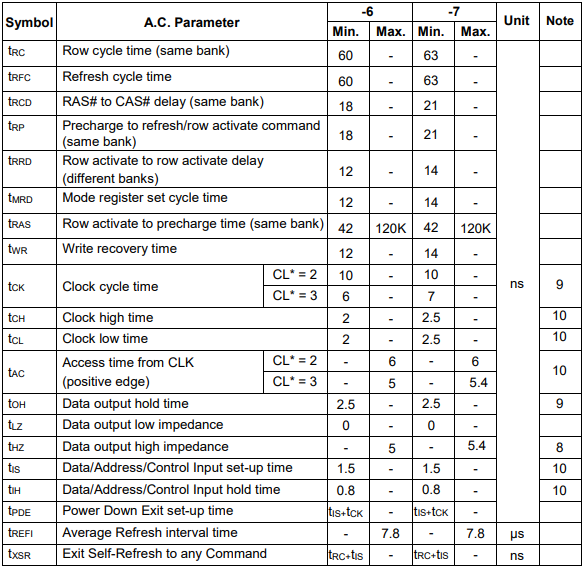 Symbol A.C. Parameter -6 -7 Unit Note
Min. Max. Min. Max.
tRC Row cycle time (same bank) 60 - 63 -
tRFC Refresh cycle time 60 - 63 -
tRCD RAS# to CAS# delay (same bank) 18 - 21 -
tRP Precharge to refresh/row activate command
(same bank) 18 - 21 -
tRRD Row activate to row activate delay
(different banks) 12 - 14 -
tMRD Mode register set cycle time 12 - 14 -
tRAS Row activate to precharge time (same bank) 42 120K 42 120K
tWR Write recovery time 12 - 14 -
tCK Clock cycle time CL* = 2 10 - 10 - ns 9
CL* = 3 6 - 7 -
tCH Clock high time 2 - 2.5 - 10
tCL Clock low time 2 - 2.5 - 10
tAC Access time from CLK CL* = 2 - 6 - 6 10
(positive edge) CL* = 3 - 5 - 5.4
tOH Data output hold time 2.5 - 2.5 - 9
tLZ Data output low impedance 0 - 0 -
tHZ Data output high impedance - 5 - 5.4 8
tIS Data/Address/Control Input set-up time 1.5 - 1.5 - 10
tIH Data/Address/Control Input hold time 0.8 - 0.8 - 10
tPDE Power Down Exit set-up time tIS+tCK - tIS+tCK -
tREFI Average Refresh interval time - 7.8 - 7.8 µs
tXSR Exit Self-Refresh to any Command tRC+tIS - tRC+tIS - ns